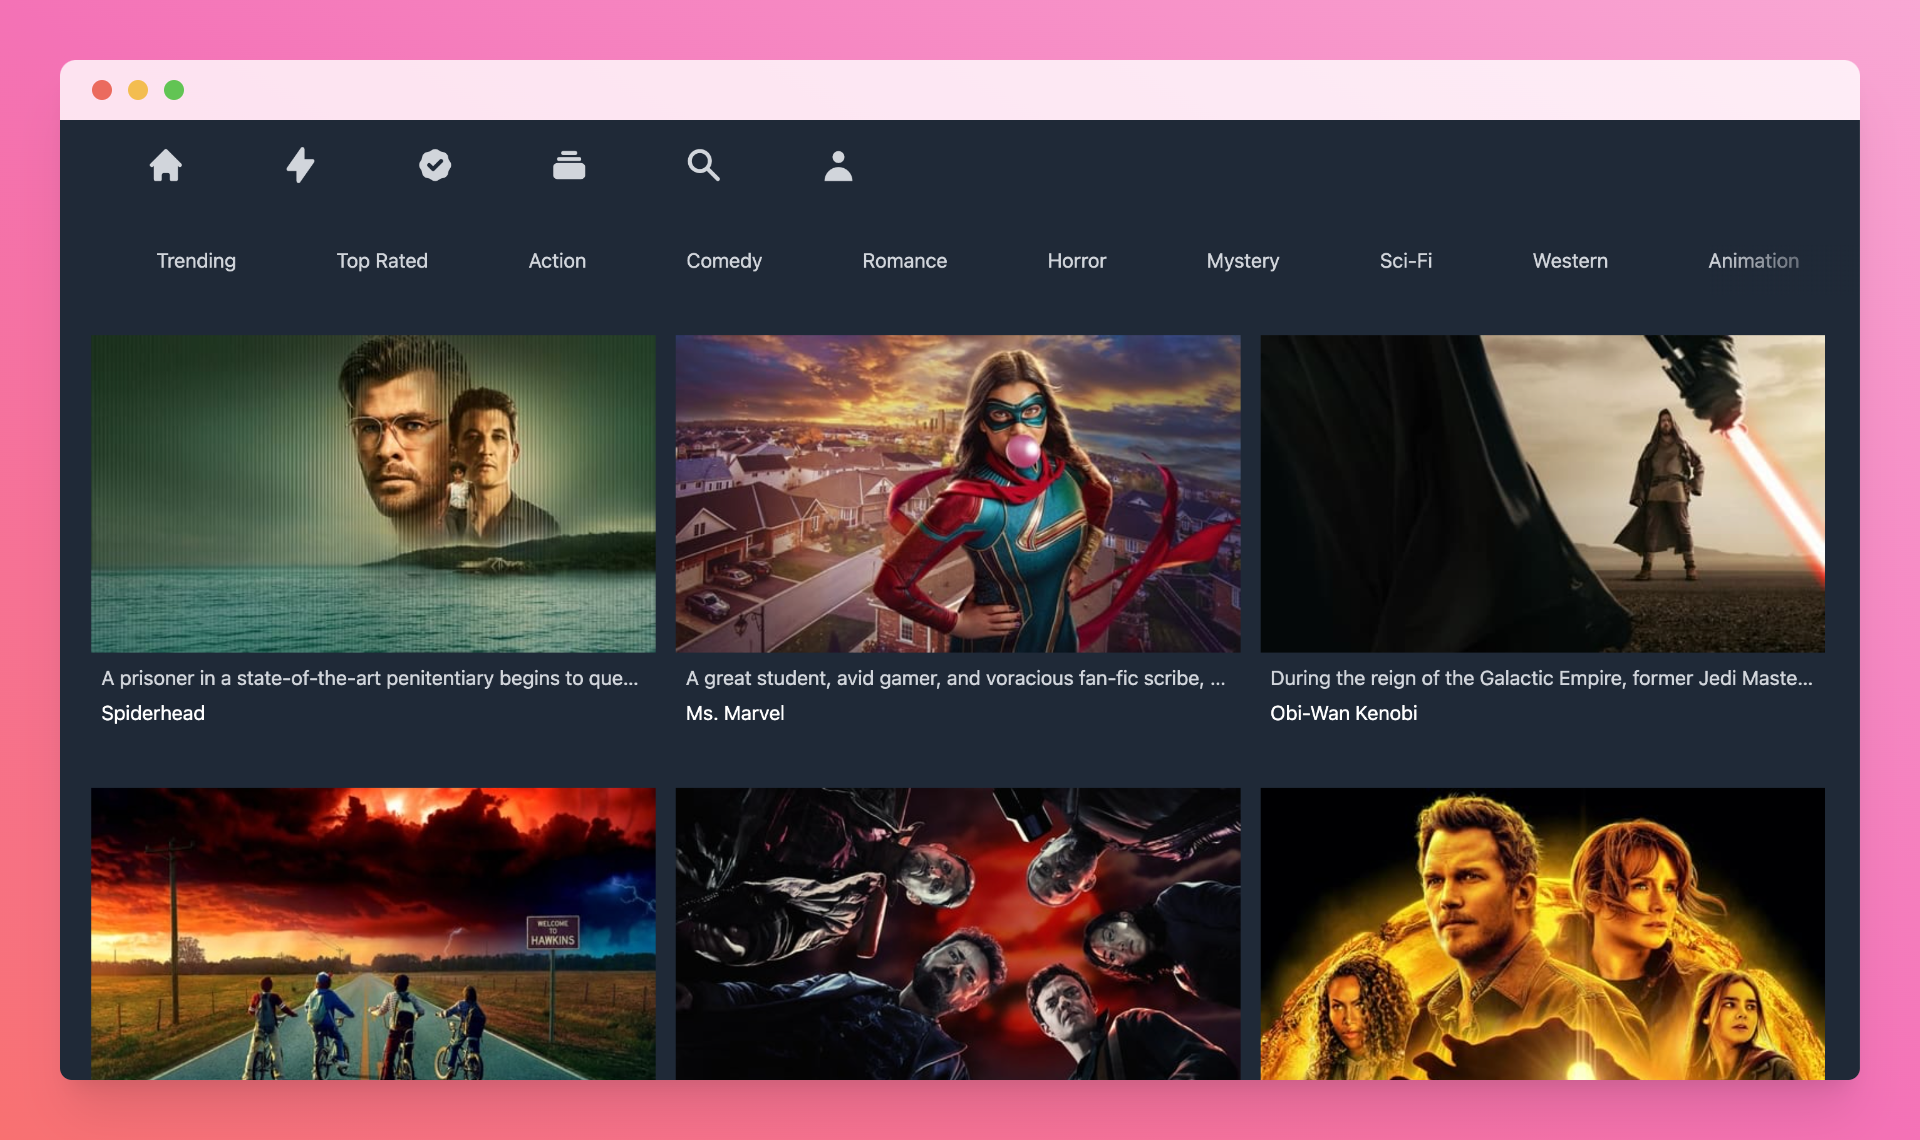 Trending
Top Rated
Action
Comedy
Romance
Horror
Mystery
Sci-Fi
Western
Animation
A prisoner in a state-of-the-art penitentiary begins to que...
Spiderhead
A great student, avid gamer, and voracious fan-fic scribe, ...
Ms. Marvel
During the reign of the Galactic Empire, former Jedi Maste...
Obi-Wan Kenobi
WELCOME
TO
HAWKINS